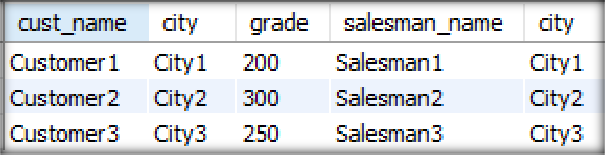 cust_name city grade salesman_name city
Customer1 City1 200 Salesman1 City1
Customer2 City2 300 Salesman2 City2
Customer3 City3 250 Salesman3 City3